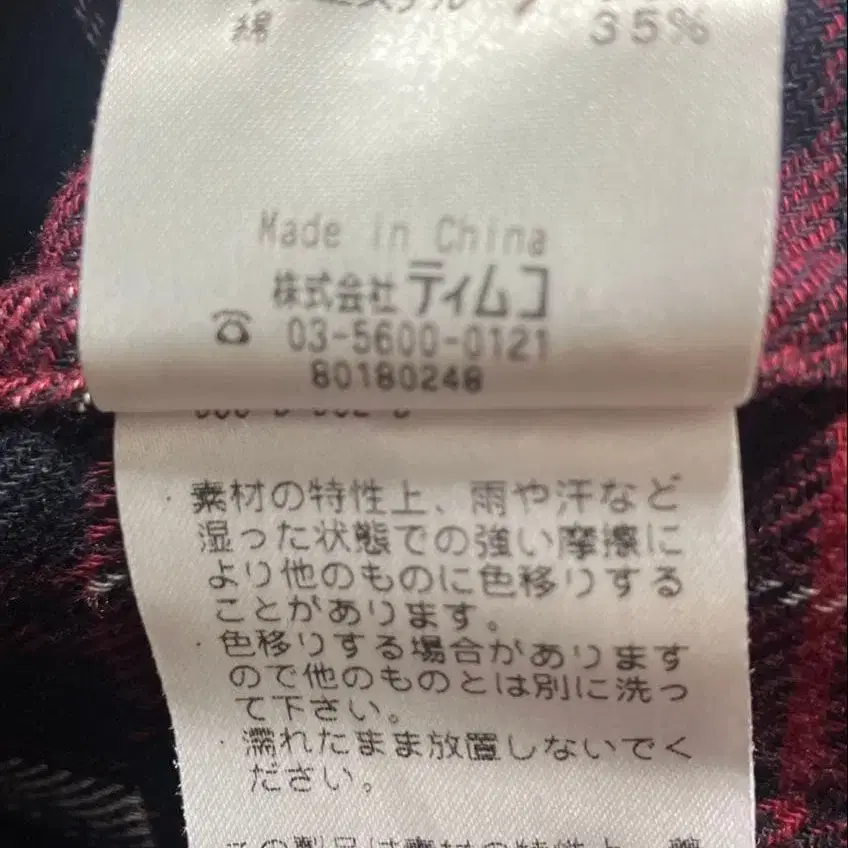 綿 35%
Made in China
株式会社ティムコ
☎ 03-5600-0121
80180248
・素材の特性上、雨や汗など
湿った状態での強い摩擦に
より他のものに色移りする
ことがあります。
・色移りする場合があります
ので他のものとは別に洗っ
て下さい。
・濡れたまま放置しないでく
ださい。